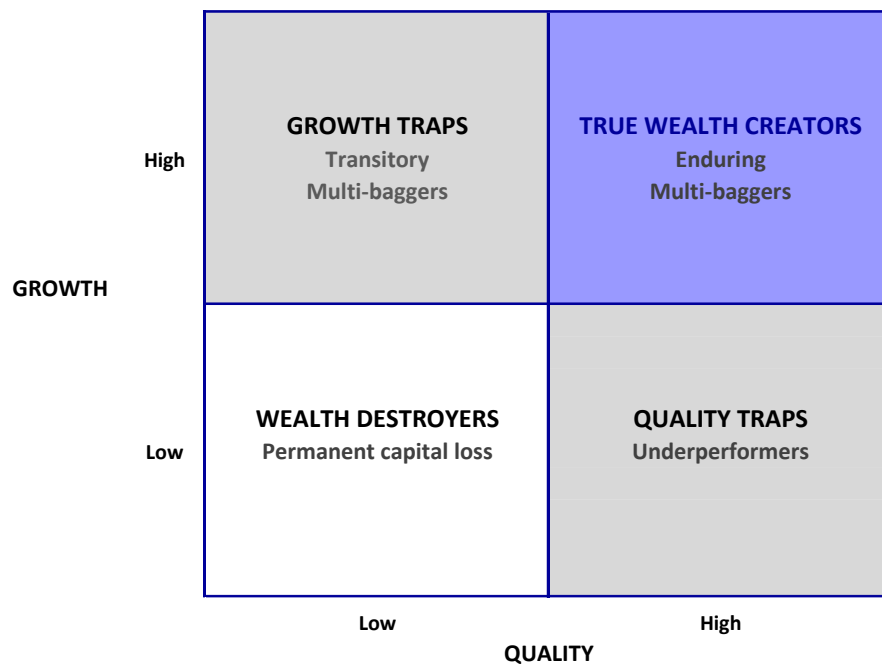 GROWTH TRAPS
Transitory
Multi-baggers
TRUE WEALTH CREATORS
Enduring
Multi-baggers
High
GROWTH
WEALTH DESTROYERS
Permanent capital loss
QUALITY TRAPS
Underperformers
Low
Low
High
QUALITY